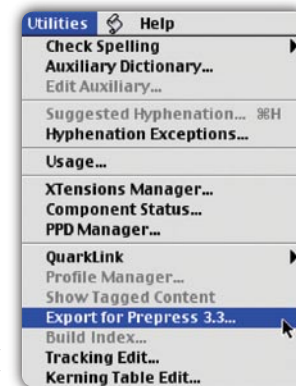 Utilities Help
Check Spelling
Auxiliary Dictionary...
Edit Auxiliary...
Suggested Hyphenation... ⌘H
Hyphenation Exceptions...
Usage...
XTensions Manager...
Component Status...
PPD Manager...
QuarkLink
Profile Manager...
Show Tagged Content
Export for Prepress 3.3...
Build Index...
Tracking Edit...
Kerning Table Edit...